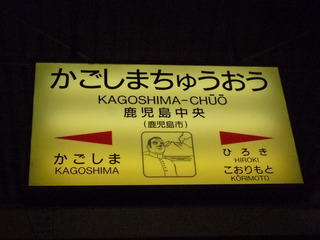 かごしまちゅうおう
KAGOSHIMA-CHŪŌ
鹿児島中央
(鹿児島市)
かごしま
KAGOSHIMA
ひろき
HIROKI
こおりもと
KŌRIMOTO